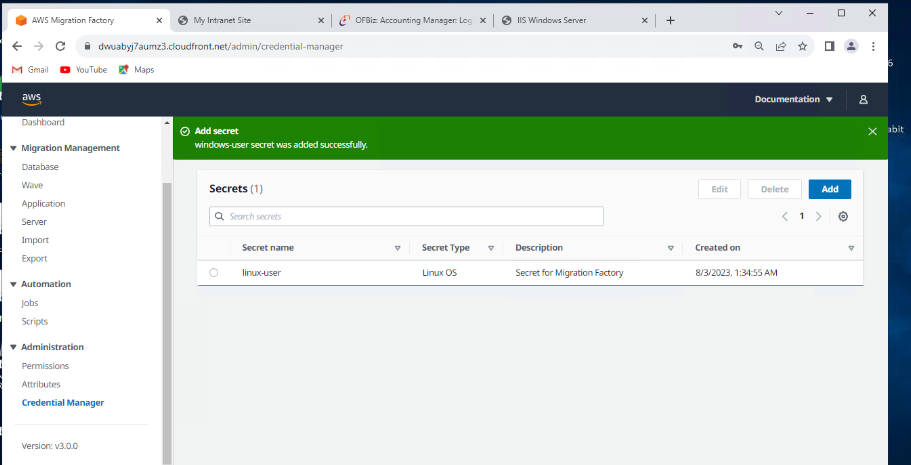 AWS Migration Factory
My Intranet Site
OFBiz: Accounting Manager: Log
IIS Windows Server
dwuabyj7aumz3.cloudfront.net/admin/credential-manager
Gmail
YouTube
Maps
aws
Documentation
Dashboard
Migration Management
Database
Wave
Application
Server
Import
Export
Automation
Jobs
Scripts
Administration
Permissions
Attributes
Credential Manager
Version: v3.0.0
Add secret
windows-user secret was added successfully.
Secrets (1)
Edit
Delete
Add
Search secrets
1
Secret name
Secret Type
Description
Created on
linux-user
Linux OS
Secret for Migration Factory
8/3/2023, 1:34:55 AM
abit